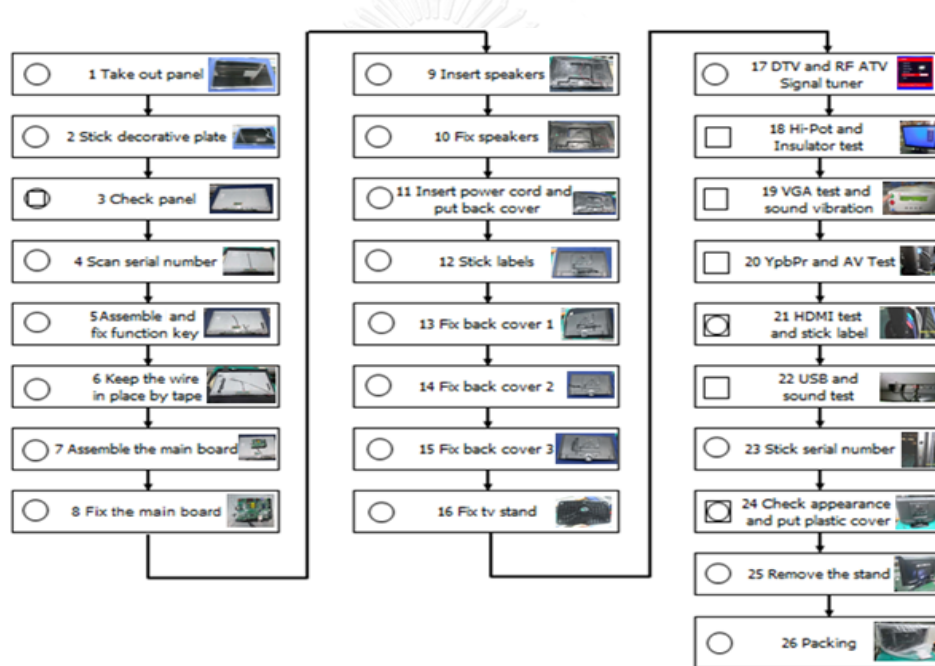 1 Take out panel
2 Stick decorative plate
3 Check panel
4 Scan serial number
5Assemble and
fix function key
6 Keep the wire
in place by tape
7 Assemble the main board
8 Fix the main board
9 Insert speakers
10 Fix speakers
11 Insert power cord and
put back cover
12 Stick labels
13 Fix back cover 1
14 Fix back cover 2
15 Fix back cover 3
16 Fix tv stand
17 DTV and RF ATV
Signal tuner
18 Hi-Pot and
Insulator test
19 VGA test and
sound vibration
20 YpbPr and AV Test
21 HDMI test
and stick label
22 USB and
sound test
23 Stick serial number
24 Check appearance
and put plastic cover
25 Remove the stand
26 Packing